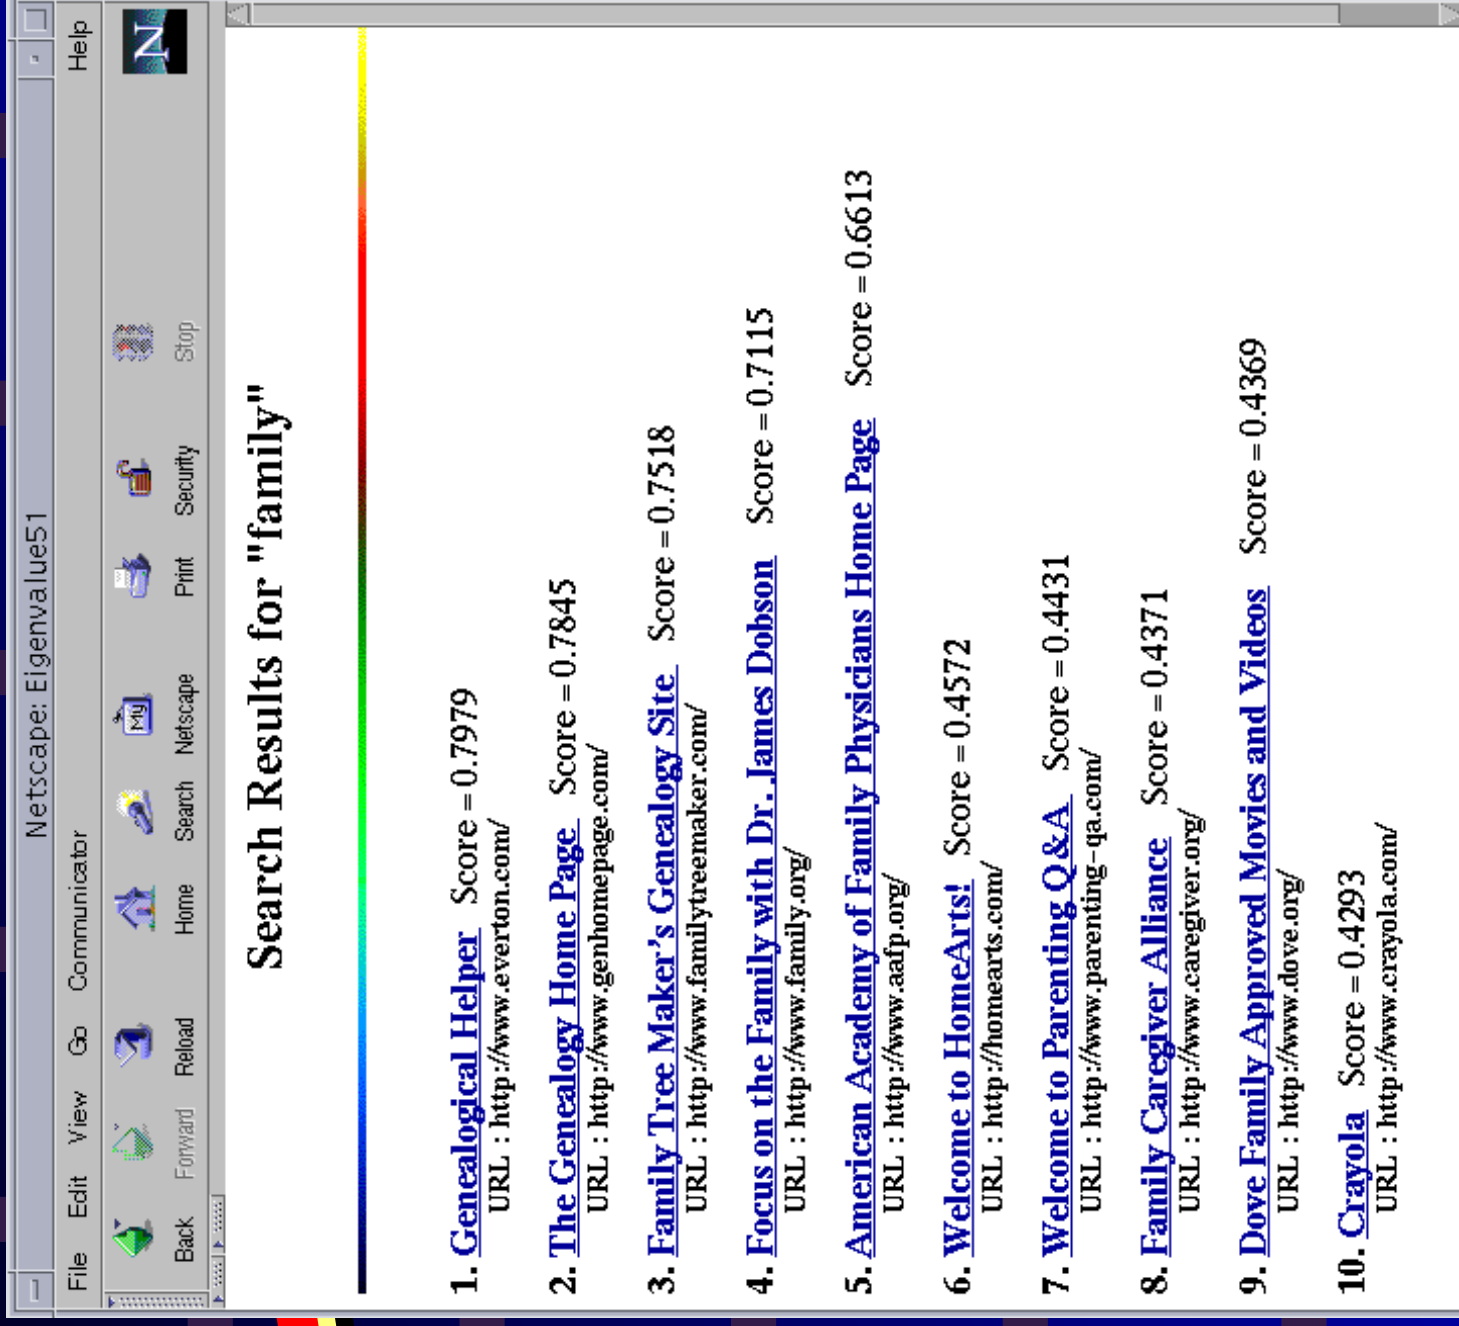 Netscape: Eigenvalue51
File Edit View Go Communicator Help
Back Forward Reload Home Search Netscape Print Security Stop
My
N
Search Results for "family"
1. Genealogical Helper Score = 0.7979
URL : http://www.everton.com/
2. The Genealogy Home Page Score = 0.7845
URL : http://www.genhomepage.com/
3. Family Tree Maker's Genealogy Site Score = 0.7518
URL : http://www.familytreemaker.com/
4. Focus on the Family with Dr. James Dobson Score = 0.7115
URL : http://www.family.org/
5. American Academy of Family Physicians Home Page Score = 0.6613
URL : http://www.aafp.org/
6. Welcome to HomeArts! Score = 0.4572
URL : http://homearts.com/
7. Welcome to Parenting Q&A Score = 0.4431
URL : http://www.parenting-qa.com/
8. Family Caregiver Alliance Score = 0.4371
URL : http://www.caregiver.org/
9. Dove Family Approved Movies and Videos Score = 0.4369
URL : http://www.dove.org/
10. Crayola Score = 0.4293
URL : http://www.crayola.com/